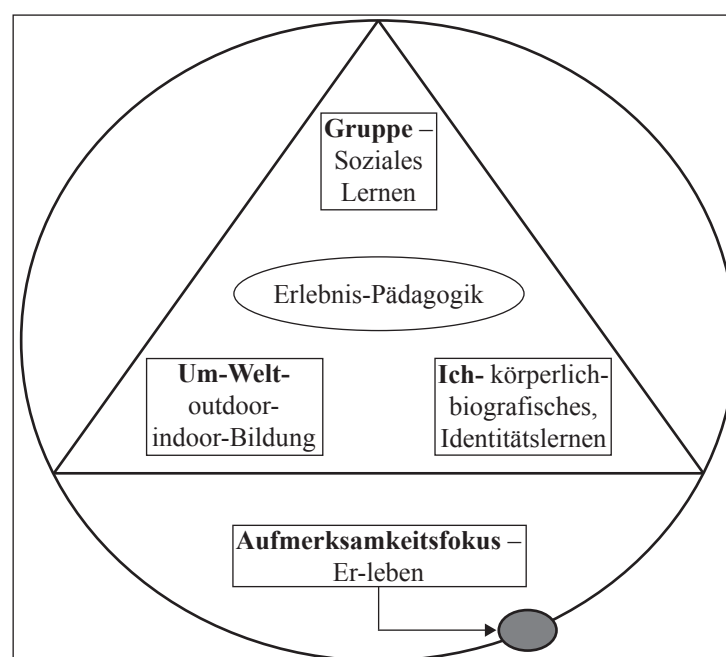 Gruppe –
Soziales
Lernen
Erlebnis-Pädagogik
Um-Welt-
outdoor-
indoor-Bildung
Ich- körperlich-
biografisches,
Identitätslernen
Aufmerksamkeitsfokus –
Er-leben